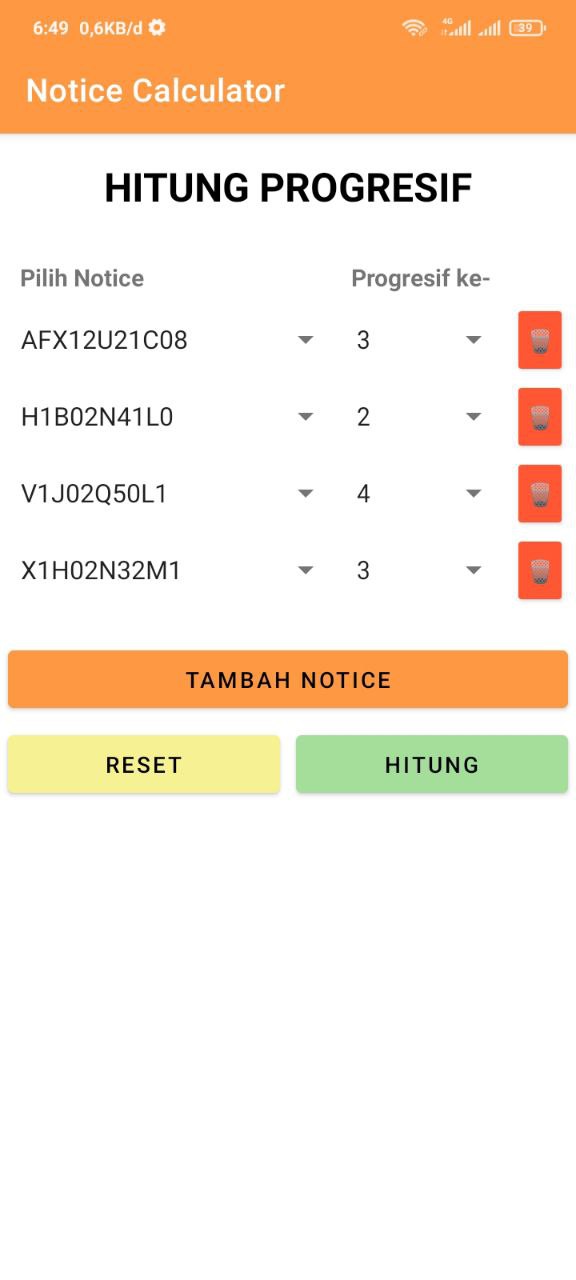 6:49 0,6KB/d 4G 39
Notice Calculator
HITUNG PROGRESIF
Pilih Notice Progresif ke-
AFX12U21C08 3
H1B02N41L0 2
V1J02Q50L1 4
X1H02N32M1 3
TAMBAH NOTICE
RESET HITUNG